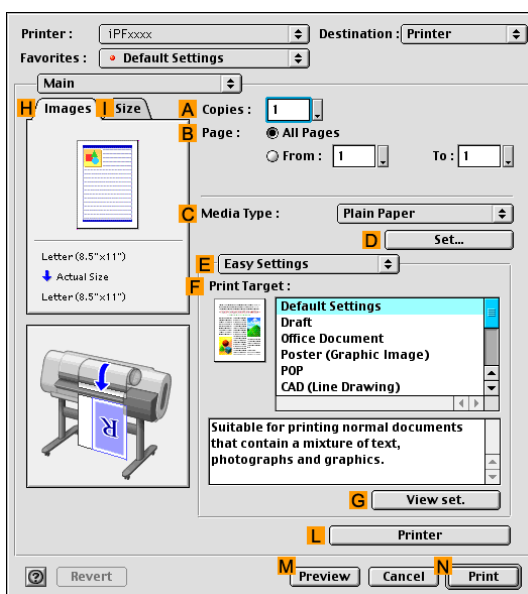 Printer : iPFxxxx Destination : Printer
Favorites : Default Settings
Main
H Images I Size
A Copies : 1
B Page : All Pages
From : 1 To : 1
C Media Type : Plain Paper
D Set...
Letter (8.5"x11")
Actual Size
Letter (8.5"x11")
E Easy Settings
F Print Target :
Default Settings
Draft
Office Document
Poster (Graphic Image)
POP
CAD (Line Drawing)
R
Suitable for printing normal documents
that contain a mixture of text,
photographs and graphics.
G View set.
L Printer
? Revert M Preview Cancel N Print